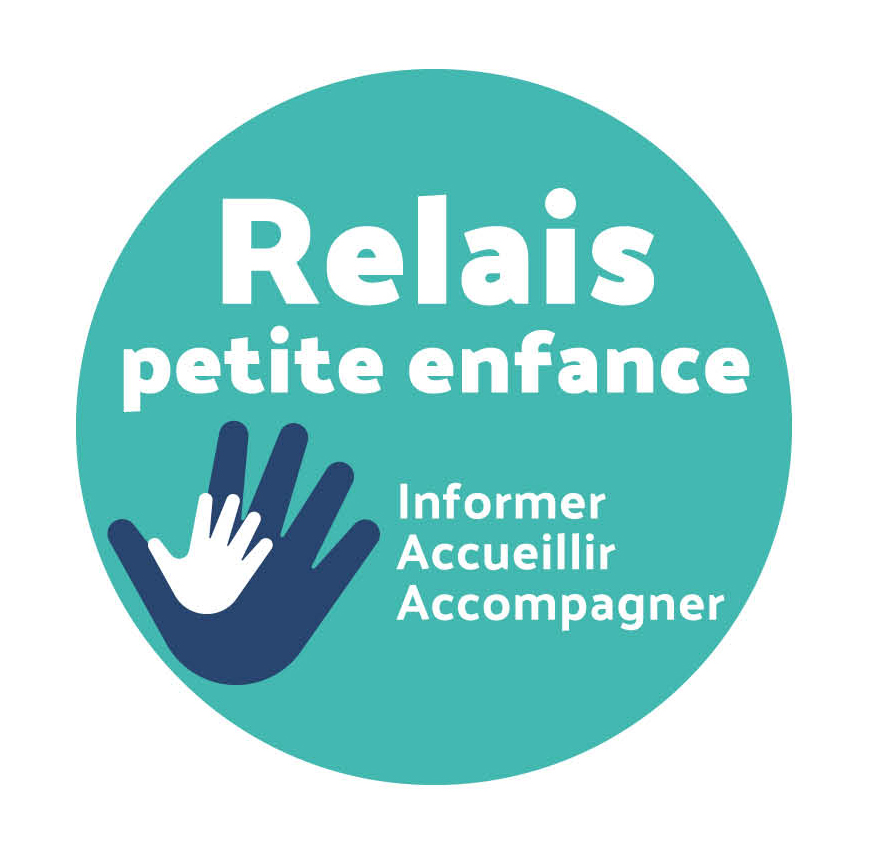 Relais
petite enfance
Informer
Accueillir
Accompagner